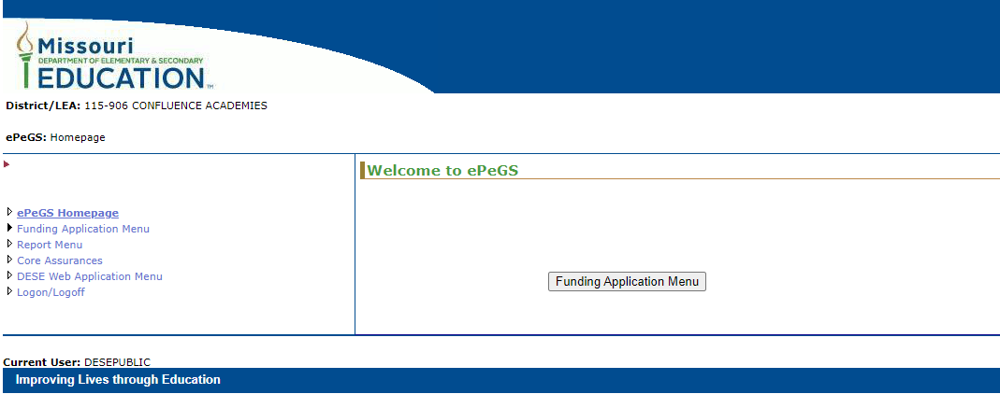 Missouri
DEPARTMENT OF ELEMENTARY & SECONDARY
EDUCATION™
District/LEA: 115-906 CONFLUENCE ACADEMIES
ePeGS: Homepage
ePeGS Homepage
Funding Application Menu
Report Menu
Core Assurances
DESE Web Application Menu
Logon/Logoff
Welcome to ePeGS
Funding Application Menu
Current User: DESEPUBLIC
Improving Lives through Education